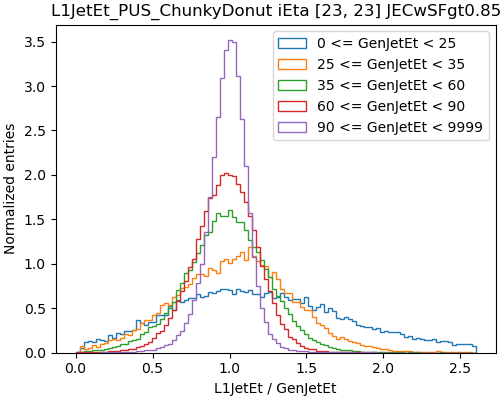 L1JetEt_PUS_ChunkyDonut iEta [23, 23] JECwSFgt0.85
0 <= GenJetEt < 25
25 <= GenJetEt < 35
35 <= GenJetEt < 60
60 <= GenJetEt < 90
90 <= GenJetEt < 9999
Normalized entries
3.5
3.0
2.5
2.0
1.5
1.0
0.5
0.0
0.0 0.5 1.0 1.5 2.0 2.5
L1JetEt / GenJetEt